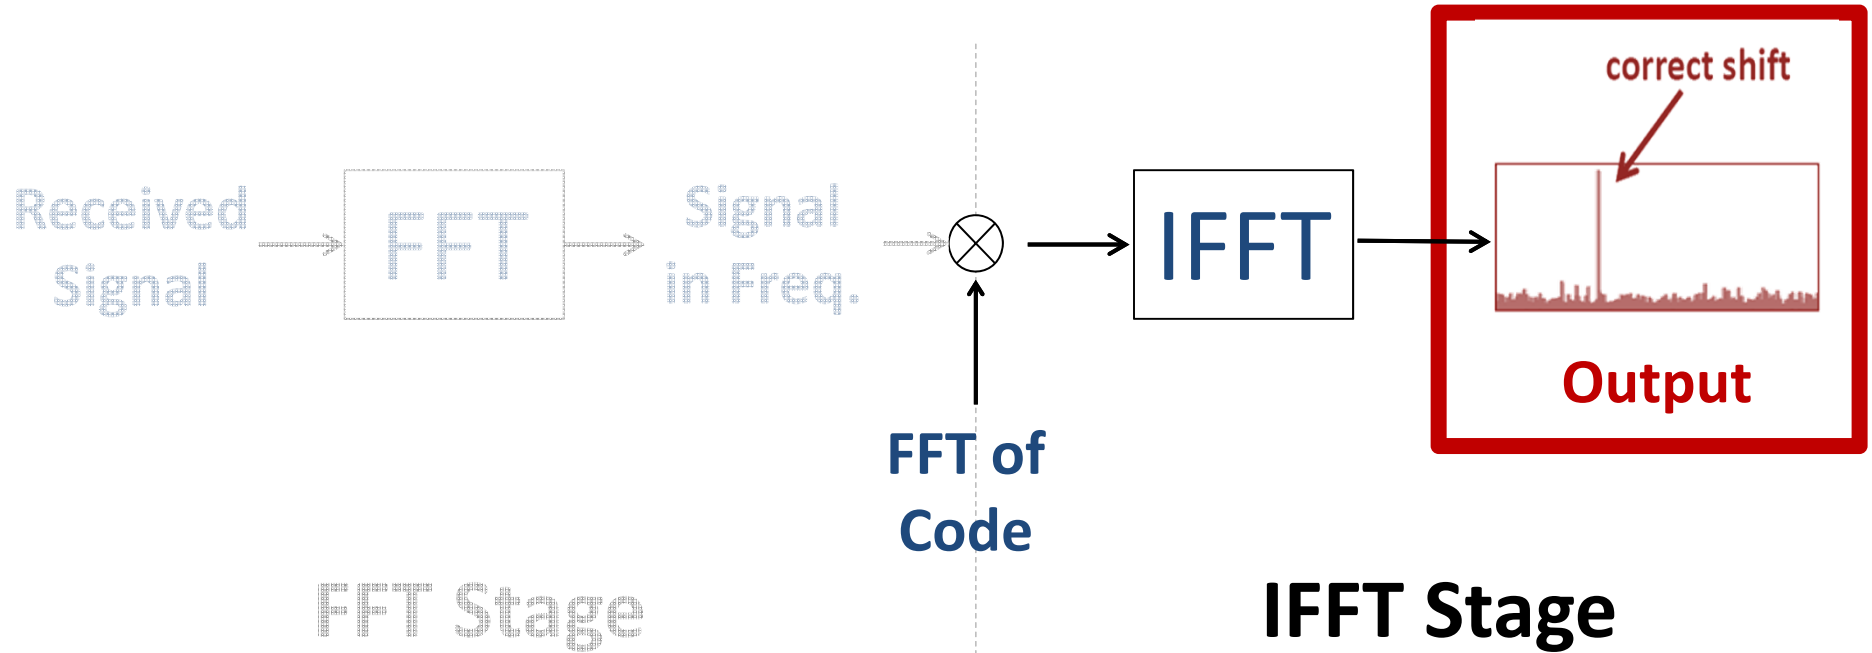 Received
Signal
FFT
Signal
in Freq.
FFT of
Code
IFFT
correct shift
Output
FFT Stage
IFFT Stage